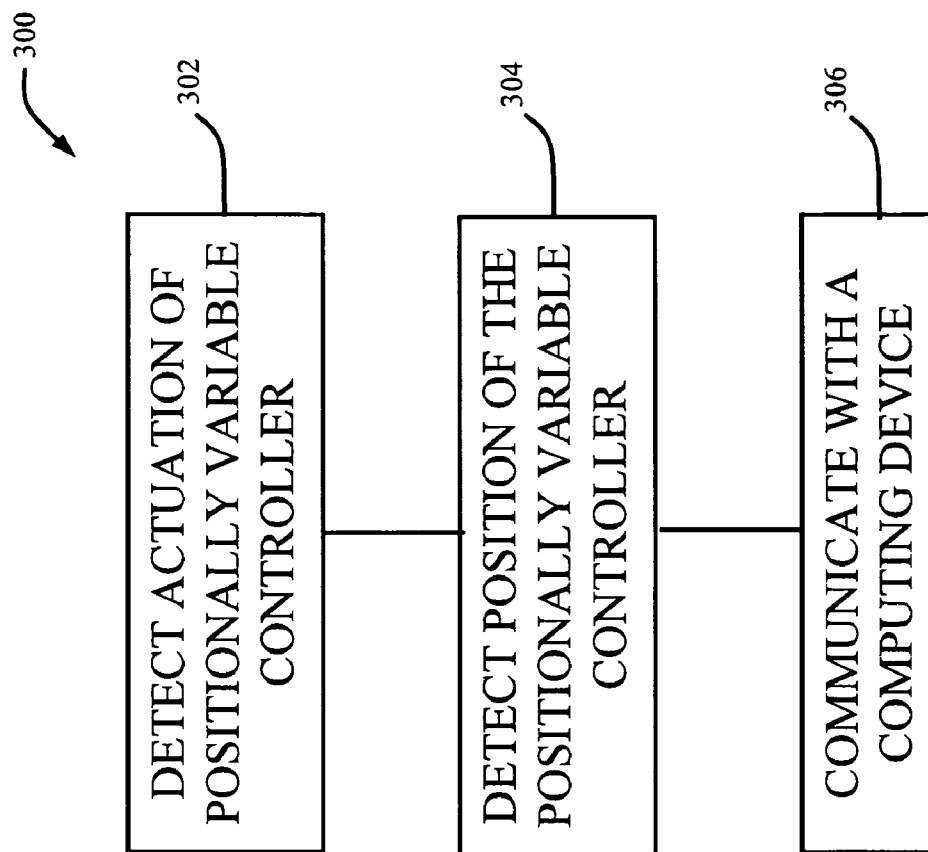 300
302
DETECT ACTUATION OF
POSITIONALLY VARIABLE
CONTROLLER
304
DETECT POSITION OF THE
POSITIONALLY VARIABLE
CONTROLLER
306
COMMUNICATE WITH A
COMPUTING DEVICE